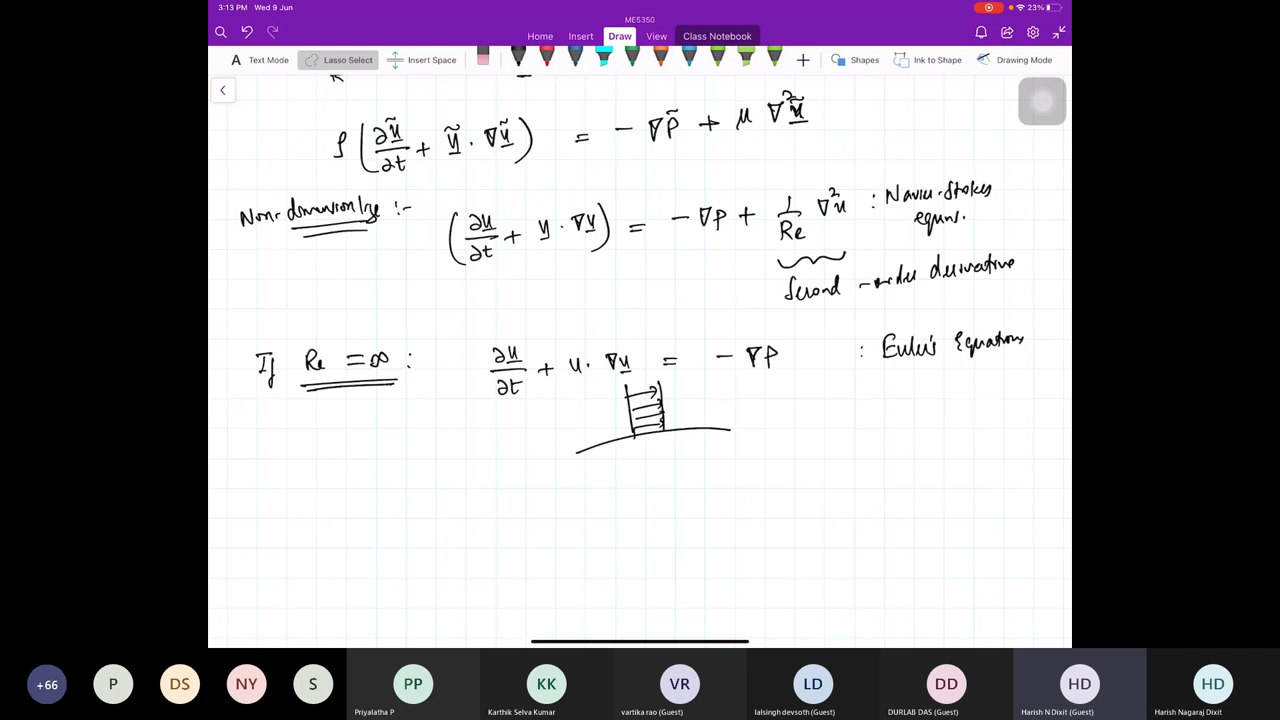 3:13 PM Wed 9 Jun
23%
ME5350
Home Insert Draw View Class Notebook
A Text Mode Lasso Select Insert Space Shapes Ink to Shape Drawing Mode
ρ(∂ũ/∂t + ũ · ∇ũ) = − ∇p̃ + μ ∇²ũ
Non-dimensionlize :- (∂u/∂t + u · ∇u) = − ∇p + 1/Re ∇²u : Navier-Stokes
equns.
Second -order derivative
If Re = ∞ : ∂u/∂t + u · ∇u = − ∇p : Euler's Equations
+66 P DS NY S PP KK VR LD DD HD HD
Priyalatha P Karthik Selva Kumar vartika rao (Guest) lalsingh devsoth (Guest) DURLAB DAS (Guest) Harish N Dixit (Guest) Harish Nagaraj Dixit